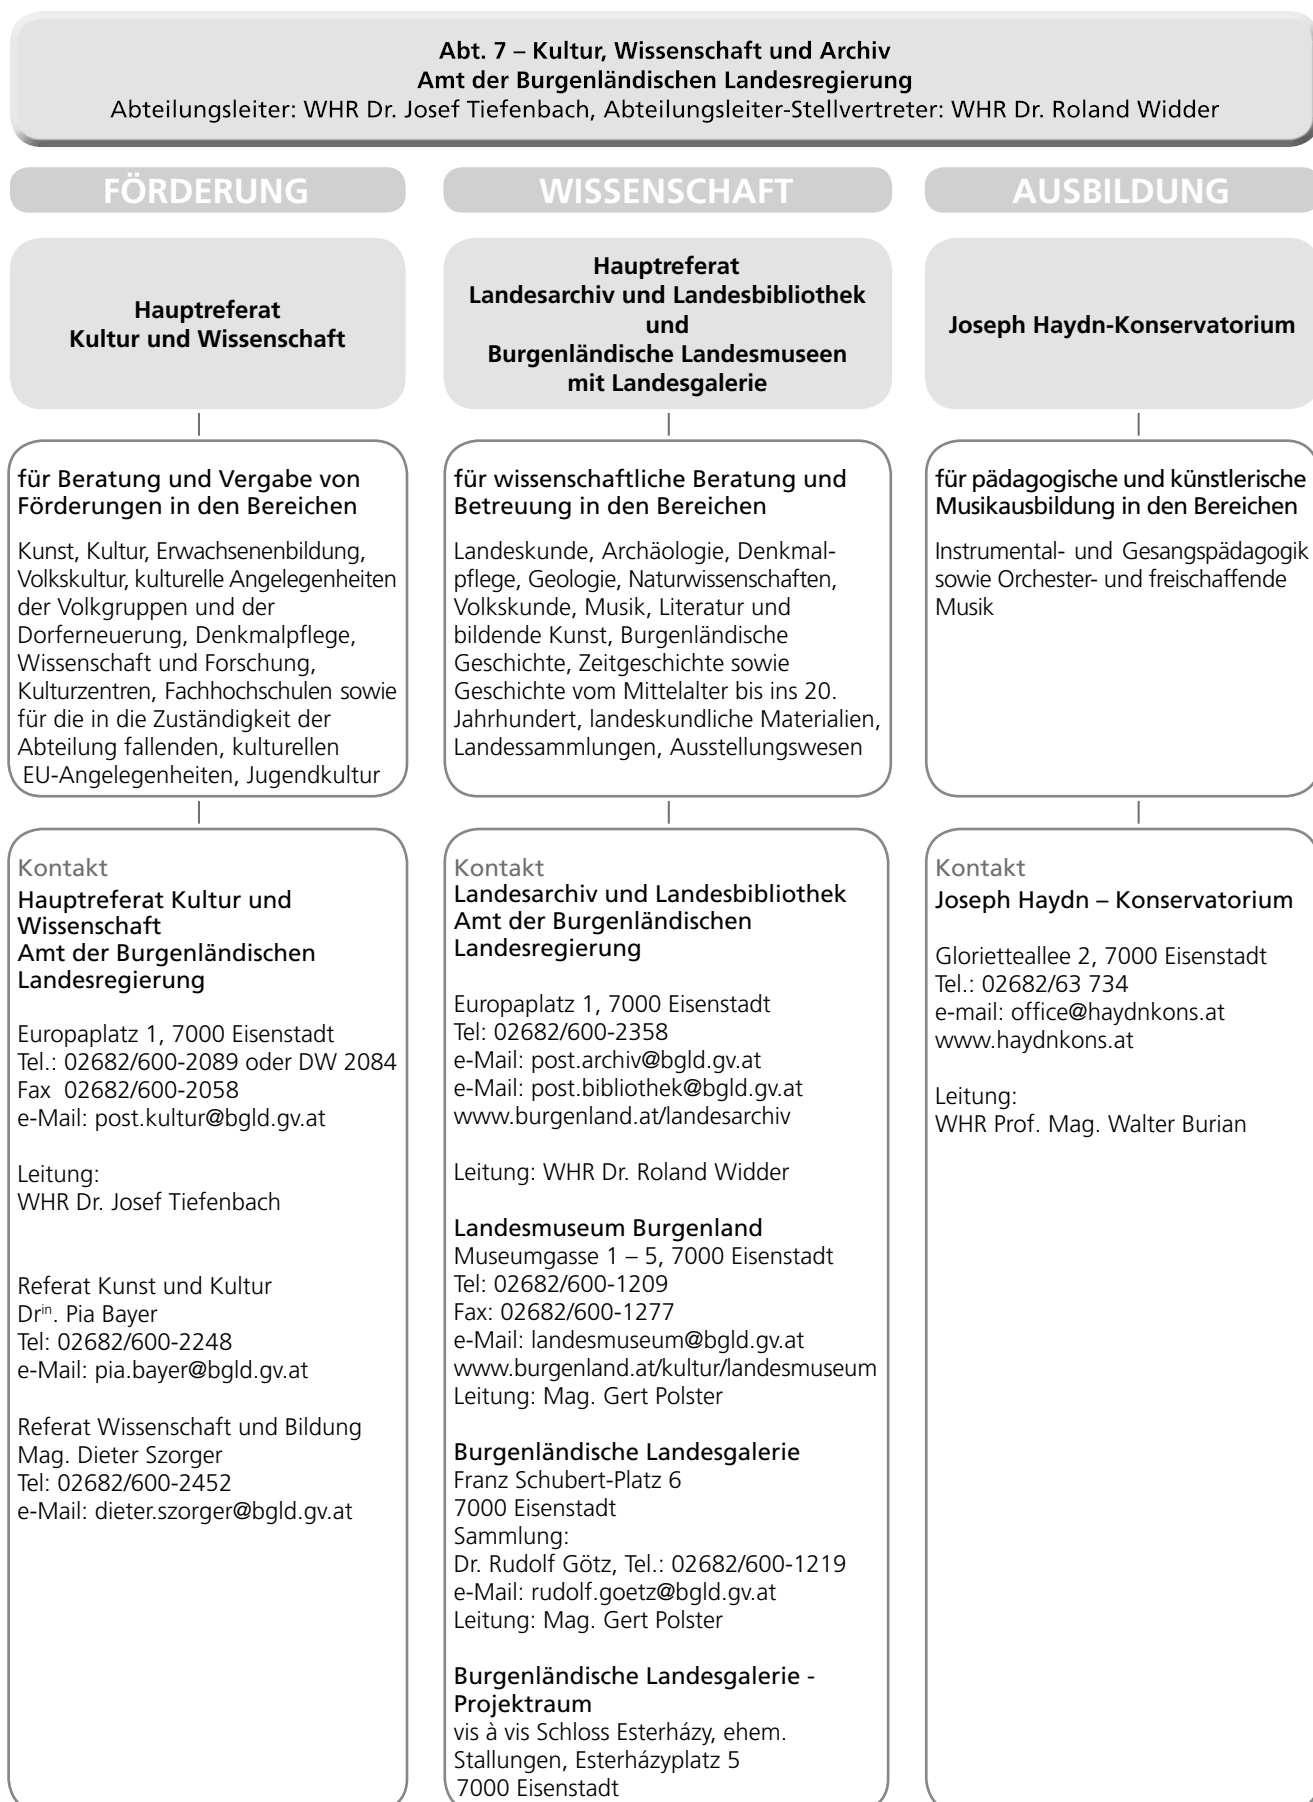 Abt. 7 – Kultur, Wissenschaft und Archiv
Amt der Burgenländischen Landesregierung
Abteilungsleiter: WHR Dr. Josef Tiefenbach, Abteilungsleiter-Stellvertreter: WHR Dr. Roland Widder
FÖRDERUNG
Hauptreferat
Kultur und Wissenschaft
für Beratung und Vergabe von
Förderungen in den Bereichen
Kunst, Kultur, Erwachsenenbildung,
Volkskultur, kulturelle Angelegenheiten
der Volkgruppen und der
Dorferneuerung, Denkmalpflege,
Wissenschaft und Forschung,
Kulturzentren, Fachhochschulen sowie
für die in die Zuständigkeit der
Abteilung fallenden, kulturellen
EU-Angelegenheiten, Jugendkultur
Kontakt
Hauptreferat Kultur und
Wissenschaft
Amt der Burgenländischen
Landesregierung
Europaplatz 1, 7000 Eisenstadt
Tel.: 02682/600-2089 oder DW 2084
Fax 02682/600-2058
e-Mail: post.kultur@bgld.gv.at
Leitung:
WHR Dr. Josef Tiefenbach
Referat Kunst und Kultur
Drin. Pia Bayer
Tel: 02682/600-2248
e-Mail: pia.bayer@bgld.gv.at
Referat Wissenschaft und Bildung
Mag. Dieter Szorger
Tel: 02682/600-2452
e-Mail: dieter.szorger@bgld.gv.at
WISSENSCHAFT
Hauptreferat
Landesarchiv und Landesbibliothek
und
Burgenländische Landesmuseen
mit Landesgalerie
für wissenschaftliche Beratung und
Betreuung in den Bereichen
Landeskunde, Archäologie, Denkmal-
pflege, Geologie, Naturwissenschaften,
Volkskunde, Musik, Literatur und
bildende Kunst, Burgenländische
Geschichte, Zeitgeschichte sowie
Geschichte vom Mittelalter bis ins 20.
Jahrhundert, landeskundliche Materialien,
Landessammlungen, Ausstellungswesen
Kontakt
Landesarchiv und Landesbibliothek
Amt der Burgenländischen
Landesregierung
Europaplatz 1, 7000 Eisenstadt
Tel: 02682/600-2358
e-Mail: post.archiv@bgld.gv.at
e-Mail: post.bibliothek@bgld.gv.at
www.burgenland.at/landesarchiv
Leitung: WHR Dr. Roland Widder
Landesmuseum Burgenland
Museumgasse 1 – 5, 7000 Eisenstadt
Tel: 02682/600-1209
Fax: 02682/600-1277
e-Mail: landesmuseum@bgld.gv.at
www.burgenland.at/kultur/landesmuseum
Leitung: Mag. Gert Polster
Burgenländische Landesgalerie
Franz Schubert-Platz 6
7000 Eisenstadt
Sammlung:
Dr. Rudolf Götz, Tel.: 02682/600-1219
e-Mail: rudolf.goetz@bgld.gv.at
Leitung: Mag. Gert Polster
Burgenländische Landesgalerie -
Projektraum
vis à vis Schloss Esterházy, ehem.
Stallungen, Esterházyplatz 5
7000 Eisenstadt
AUSBILDUNG
Joseph Haydn-Konservatorium
für pädagogische und künstlerische
Musikausbildung in den Bereichen
Instrumental- und Gesangspädagogik
sowie Orchester- und freischaffende
Musik
Kontakt
Joseph Haydn – Konservatorium
Glorietteallee 2, 7000 Eisenstadt
Tel.: 02682/63 734
e-mail: office@haydnkons.at
www.haydnkons.at
Leitung:
WHR Prof. Mag. Walter Burian